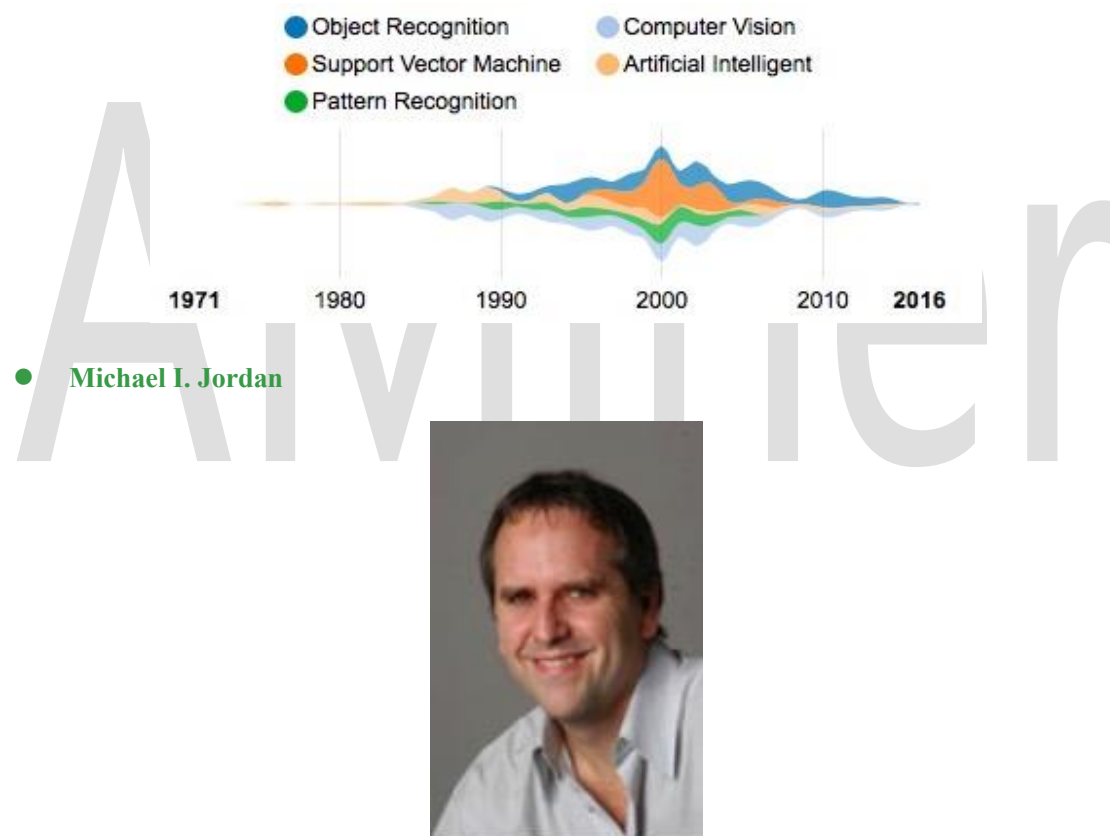 Object Recognition Computer Vision
Support Vector Machine Artificial Intelligent
Pattern Recognition
1971 1980 1990 2000 2010 2016
● Michael I. Jordan